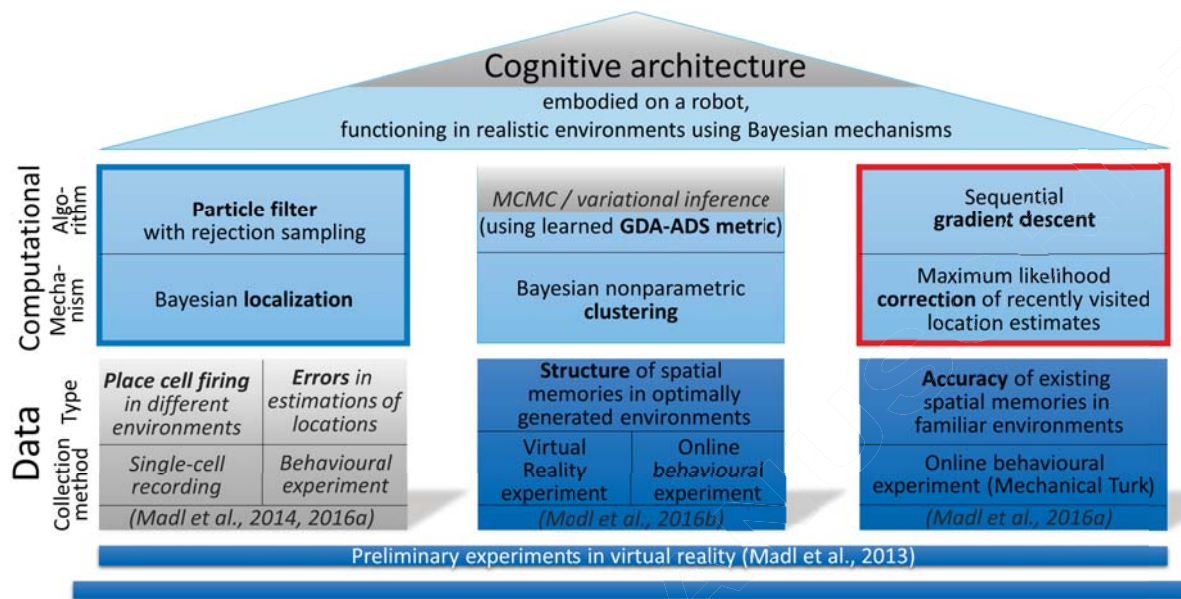 Cognitive architecture
embodied on a robot,
functioning in realistic environments using Bayesian mechanisms
Computational
Algo-
rithm
Particle filter
with rejection sampling
MCMC / variational inference
(using learned GDA-ADS metric)
Sequential
gradient descent
Mecha-
nism
Bayesian localization
Bayesian nonparametric
clustering
Maximum likelihood
correction of recently visited
location estimates
Data
Type
Place cell firing
in different
environments
Errors in
estimations of
locations
Structure of spatial
memories in optimally
generated environments
Accuracy of existing
spatial memories in
familiar environments
Collection
method
Single-cell
recording
Behavioural
experiment
Virtual
Reality
experiment
Online
behavioural
experiment
Online behavioural
experiment (Mechanical Turk)
(Madl et al., 2014, 2016a)
(Madl et al., 2016b)
(Madl et al., 2016a)
Preliminary experiments in virtual reality (Madl et al., 2013)